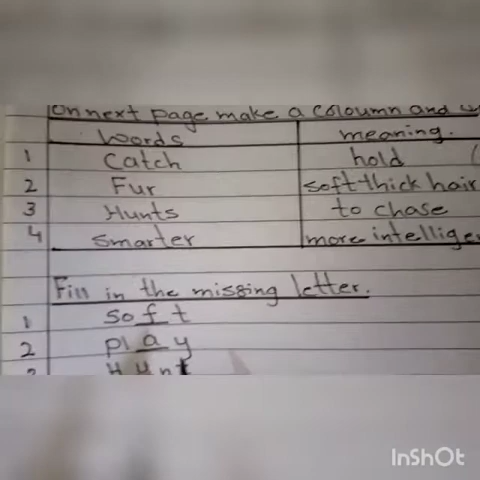 on next page make a coloumn and
words meaning.
1 Catch hold
2 Fur soft thick hair
3 Hunts to chase
4 Smarter more intellige
Fill in the missing letter.
1 soft
2 play
Hunt
InShOt